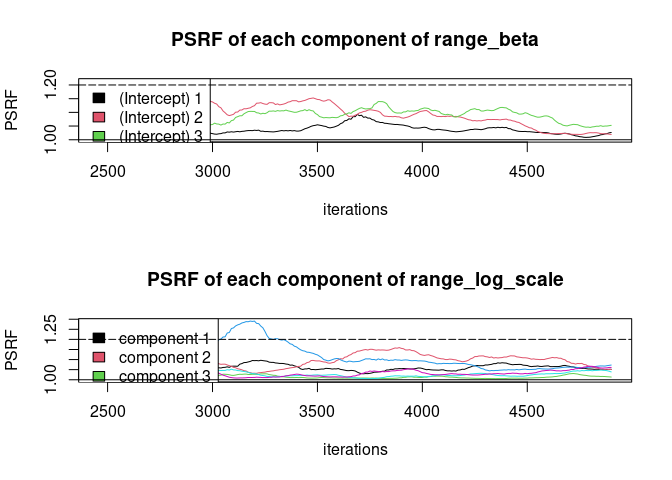 PSRF of each component of range_beta
PSRF
1.00 1.20
(Intercept) 1
(Intercept) 2
(Intercept) 3
2500 3000 3500 4000 4500
iterations
PSRF of each component of range_log_scale
PSRF
1.00 1.25
component 1
component 2
component 3
2500 3000 3500 4000 4500
iterations